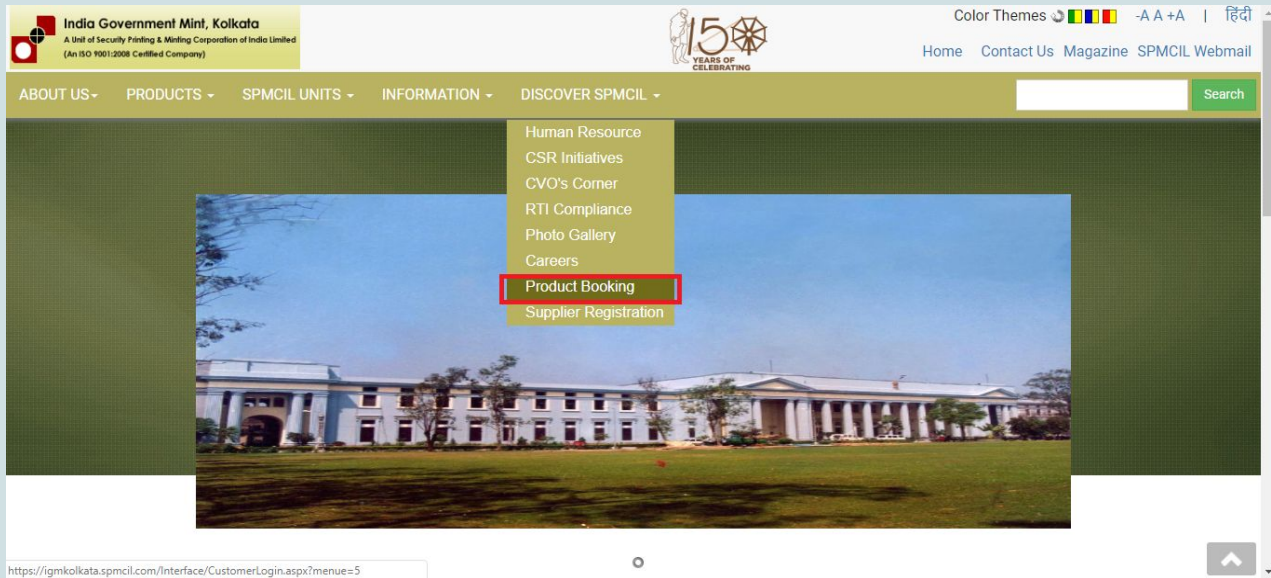 India Government Mint, Kolkata
A Unit of Security Printing & Minting Corporation of India Limited
(An ISO 9001:2008 Certified Company)
150
YEARS OF
CELEBRATING
Color Themes -A A +A | हिंदी
Home Contact Us Magazine SPMCIL Webmail
ABOUT US PRODUCTS SPMCIL UNITS INFORMATION DISCOVER SPMCIL Search
Human Resource
CSR Initiatives
CVO's Corner
RTI Compliance
Photo Gallery
Careers
Product Booking
Supplier Registration
https://igmkolkata.spmcil.com/Interface/CustomerLogin.aspx?menue=5